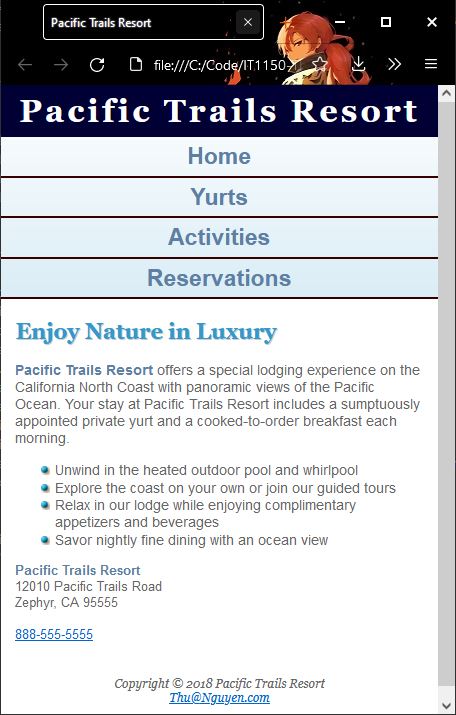 Pacific Trails Resort
file:///C:/Code/IT1150
Pacific Trails Resort
Home
Yurts
Activities
Reservations
Enjoy Nature in Luxury
Pacific Trails Resort offers a special lodging experience on the
California North Coast with panoramic views of the Pacific
Ocean. Your stay at Pacific Trails Resort includes a sumptuously
appointed private yurt and a cooked-to-order breakfast each
morning.
Unwind in the heated outdoor pool and whirlpool
Explore the coast on your own or join our guided tours
Relax in our lodge while enjoying complimentary
appetizers and beverages
Savor nightly fine dining with an ocean view
Pacific Trails Resort
12010 Pacific Trails Road
Zephyr, CA 95555
888-555-5555
Copyright © 2018 Pacific Trails Resort
Thu@Nguyen.com